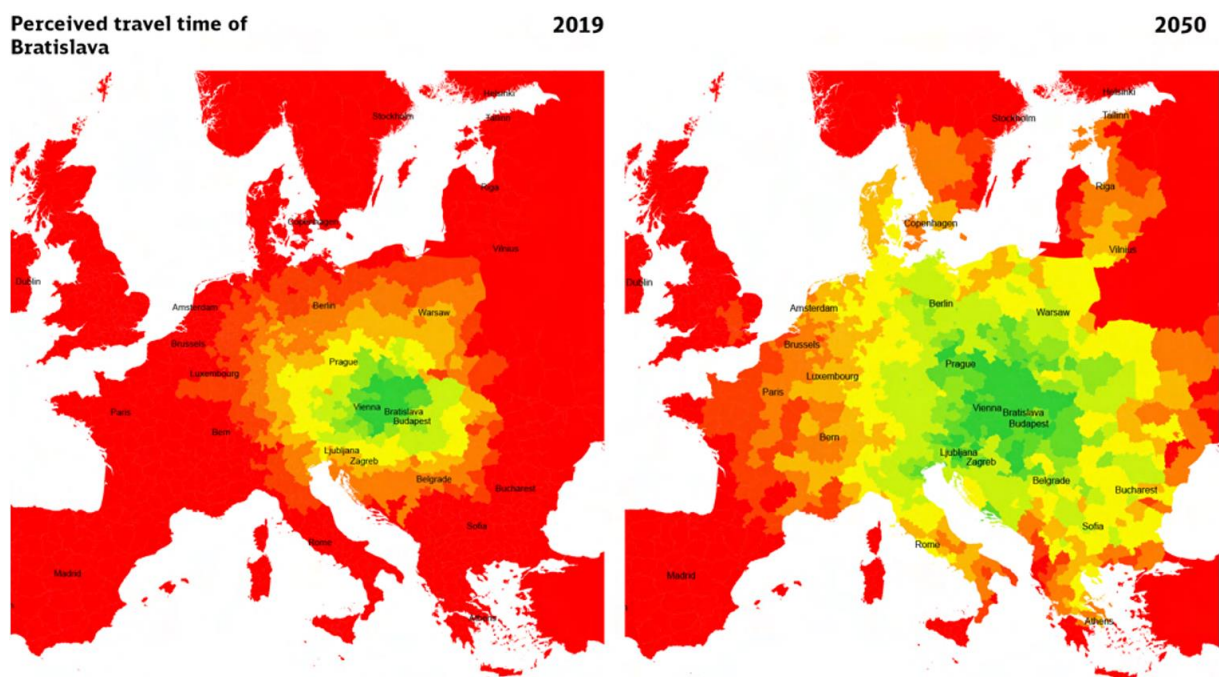 Perceived travel time of
Bratislava
2019
2050
Helsinki
Stockholm
Tallinn
Riga
Copenhagen
Vilnius
Dublin
Amsterdam
Berlin
Warsaw
Brussels
Prague
Luxembourg
Paris
Vienna
Bratislava
Budapest
Bern
Ljubljana
Zagreb
Belgrade
Bucharest
Sofia
Rome
Madrid
Athens
Helsinki
Tallinn
Stockholm
Riga
Copenhagen
Vilnius
Dublin
Berlin
Amsterdam
Warsaw
Brussels
Prague
Luxembourg
Paris
Vienna
Bratislava
Budapest
Bern
Ljubljana
Zagreb
Belgrade
Bucharest
Sofia
Rome
Madrid
Athens